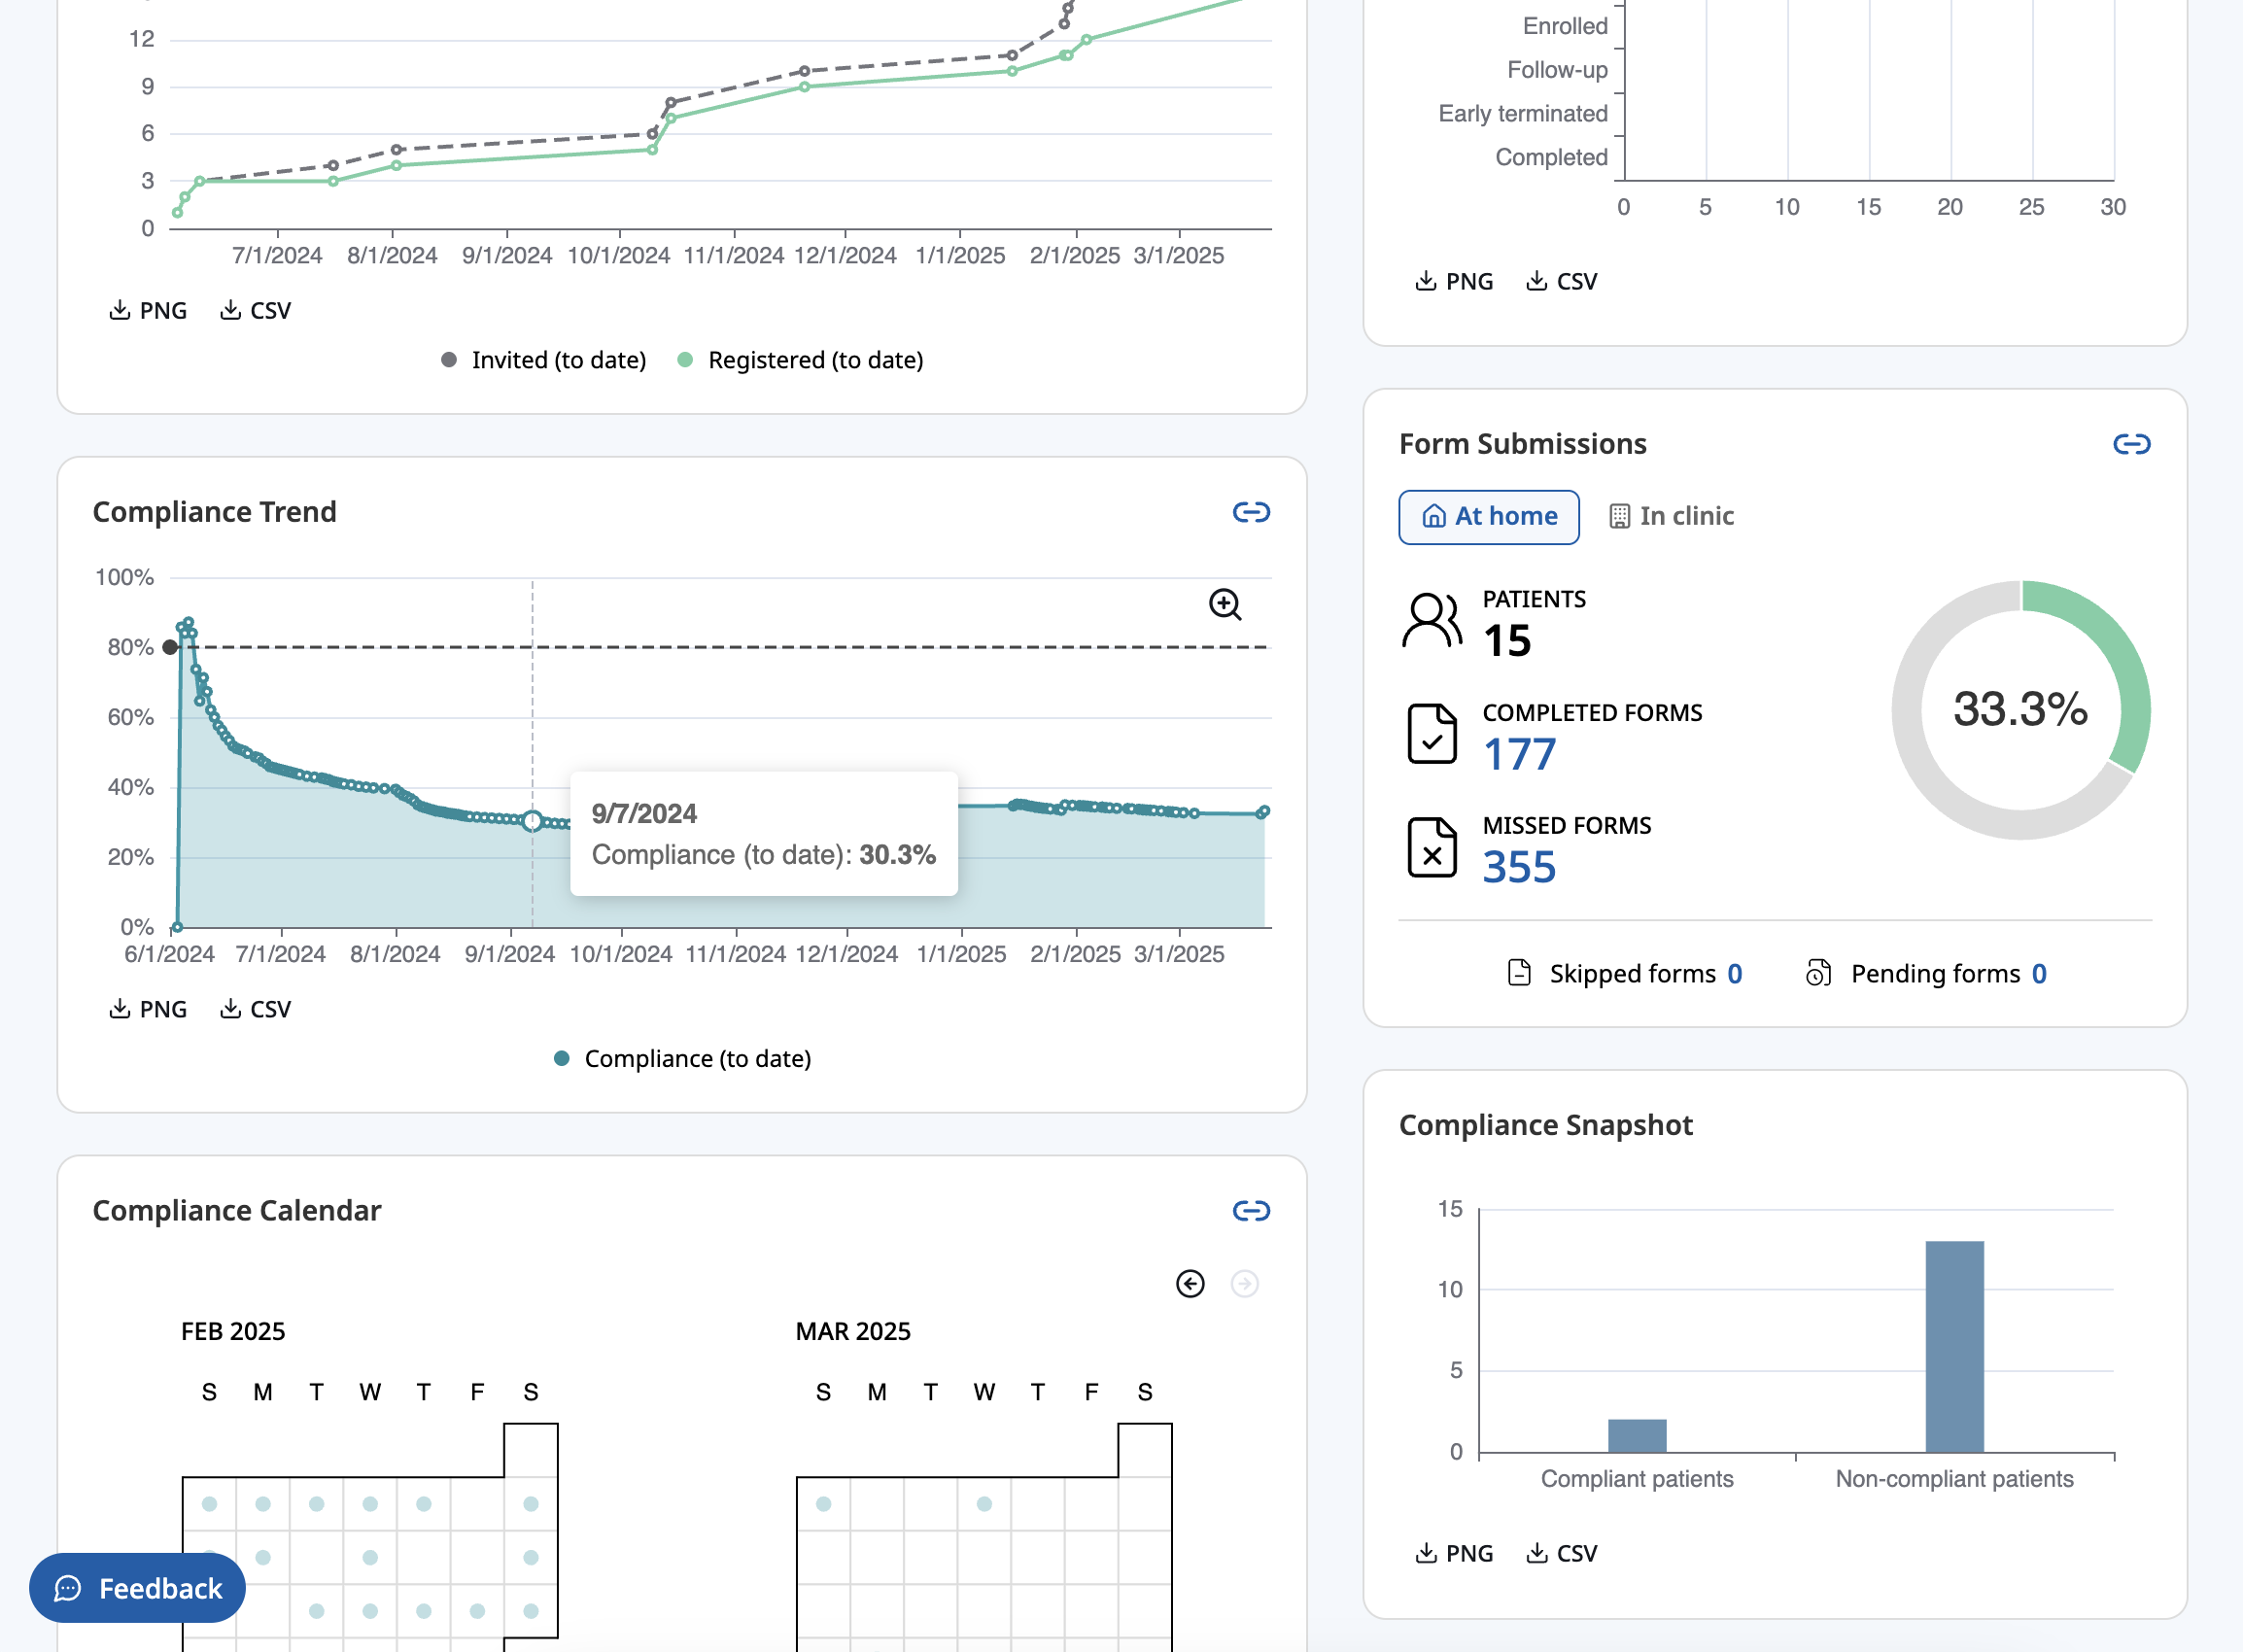 12
9
6
3
0
7/1/2024 8/1/2024 9/1/2024 10/1/2024 11/1/2024 12/1/2024 1/1/2025 2/1/2025 3/1/2025
PNG CSV
Invited (to date) Registered (to date)
Enrolled
Follow-up
Early terminated
Completed
0 5 10 15 20 25 30
PNG CSV
Compliance Trend
100%
80%
60%
40%
20%
0%
9/7/2024
Compliance (to date): 30.3%
6/1/2024 7/1/2024 8/1/2024 9/1/2024 10/1/2024 11/1/2024 12/1/2024 1/1/2025 2/1/2025 3/1/2025
PNG CSV
Compliance (to date)
Form Submissions
At home In clinic
PATIENTS
15
COMPLETED FORMS
177
MISSED FORMS
355
33.3%
Skipped forms 0 Pending forms 0
Compliance Calendar
FEB 2025
S M T W T F S
MAR 2025
S M T W T F S
Feedback
Compliance Snapshot
15
10
5
0
Compliant patients Non-compliant patients
PNG CSV